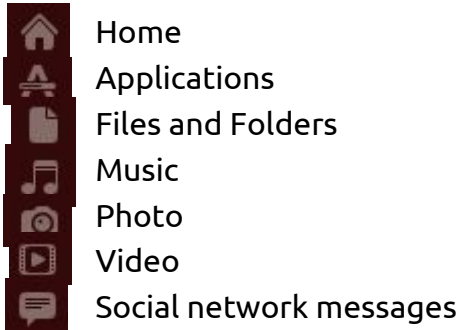 Home
Applications
Files and Folders
Music
Photo
Video
Social network messages